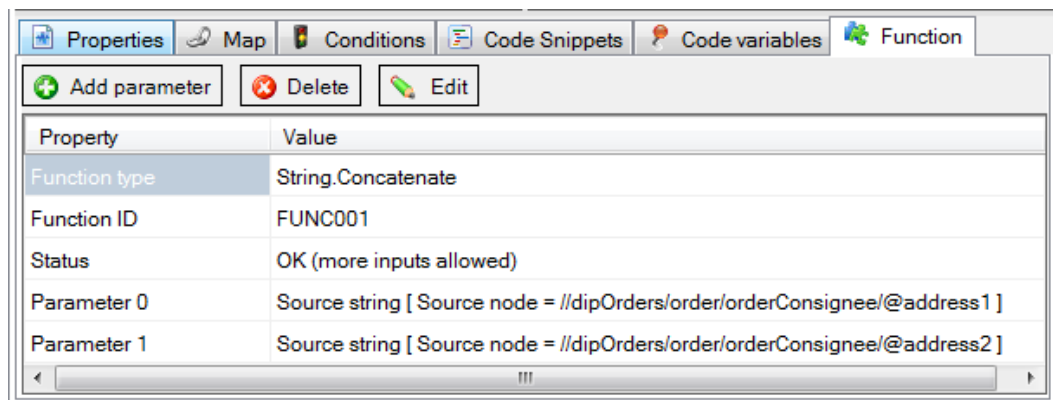 Properties Map Conditions Code Snippets Code variables Function
Add parameter Delete Edit
Property Value
Function type String.Concatenate
Function ID FUNC001
Status OK (more inputs allowed)
Parameter 0 Source string [ Source node = //dipOrders/order/orderConsignee/@address1 ]
Parameter 1 Source string [ Source node = //dipOrders/order/orderConsignee/@address2 ]